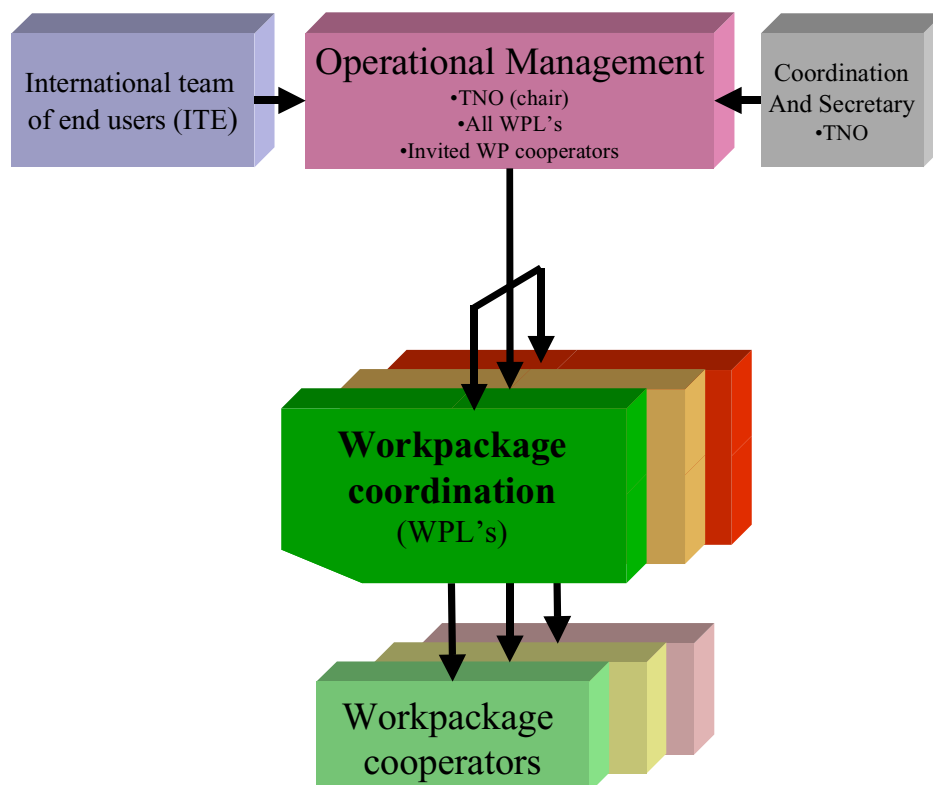 International team
of end users (ITE)
Operational Management
•TNO (chair)
•All WPL's
•Invited WP cooperators
Coordination
And Secretary
•TNO
Workpackage
coordination
(WPL's)
Workpackage
cooperators